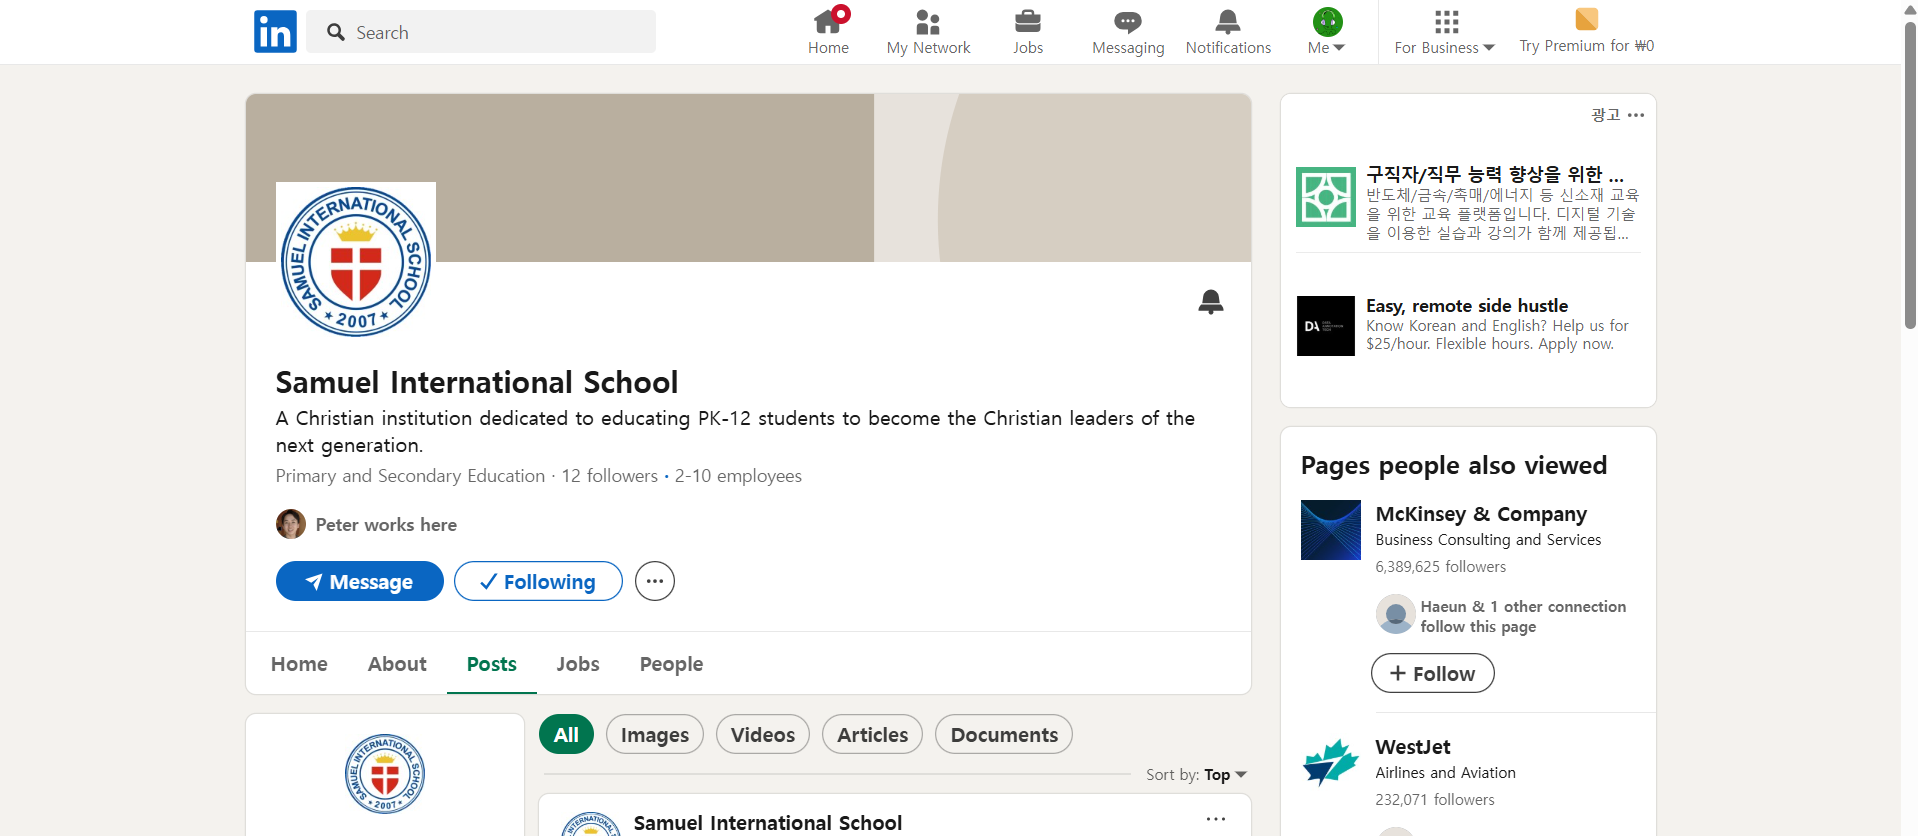 in
Search
Home
My Network
Jobs
Messaging
Notifications
Me
For Business
Try Premium for ₩0
SAMUEL INTERNATIONAL SCHOOL
★ 2007 ★
Samuel International School
A Christian institution dedicated to educating PK-12 students to become the Christian leaders of the
next generation.
Primary and Secondary Education · 12 followers • 2-10 employees
Peter works here
Message
Following
Home
About
Posts
Jobs
People
SAMUEL INTERNATIONAL SCHOOL
★ 2007 ★
All
Images
Videos
Articles
Documents
Sort by: Top
Samuel International School
광고
구직자/직무 능력 향상을 위한 ...
반도체/금속/촉매/에너지 등 신소재 교육
을 위한 교육 플랫폼입니다. 디지털 기술
을 이용한 실습과 강의가 함께 제공됩...
DA
Easy, remote side hustle
Know Korean and English? Help us for
$25/hour. Flexible hours. Apply now.
Pages people also viewed
McKinsey & Company
Business Consulting and Services
6,389,625 followers
Haeun & 1 other connection
follow this page
+ Follow
WestJet
Airlines and Aviation
232,071 followers